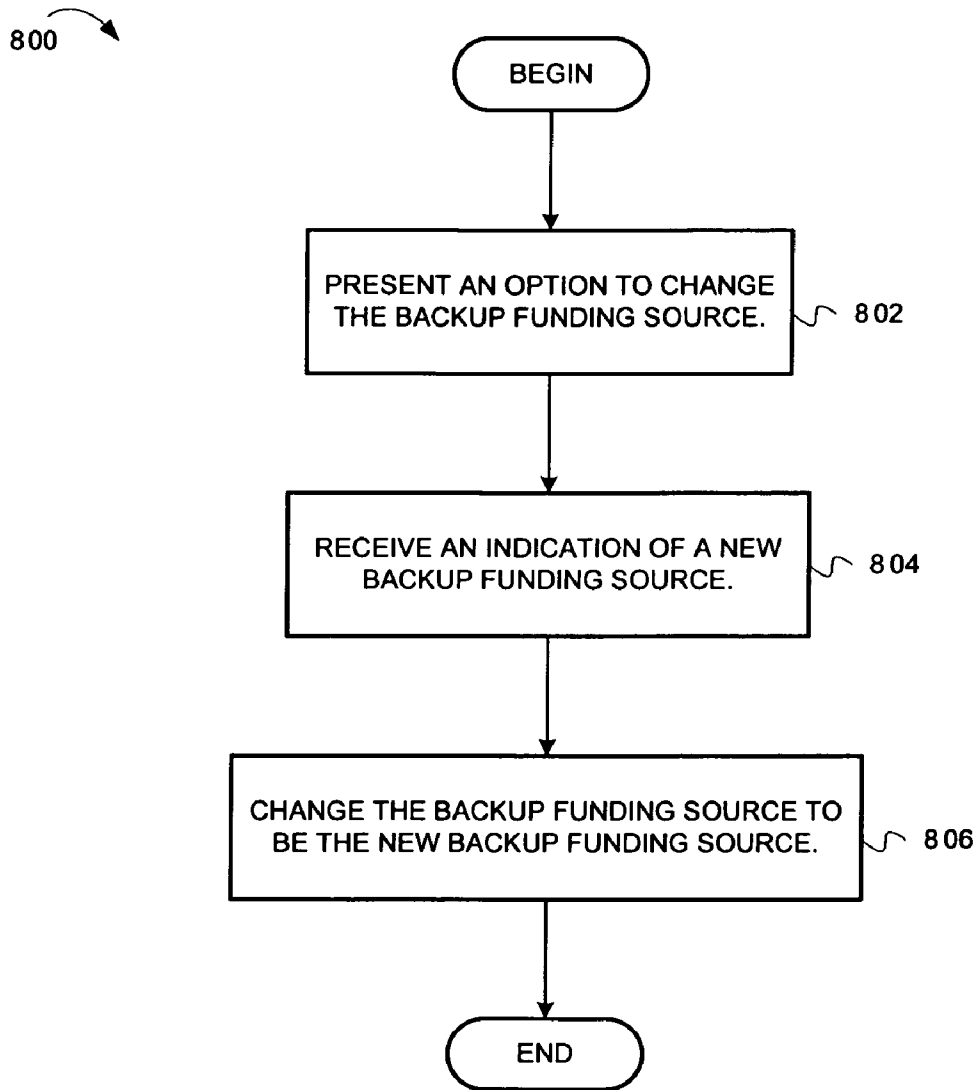 800
BEGIN
PRESENT AN OPTION TO CHANGE
THE BACKUP FUNDING SOURCE.
802
RECEIVE AN INDICATION OF A NEW
BACKUP FUNDING SOURCE.
804
CHANGE THE BACKUP FUNDING SOURCE TO
BE THE NEW BACKUP FUNDING SOURCE.
806
END